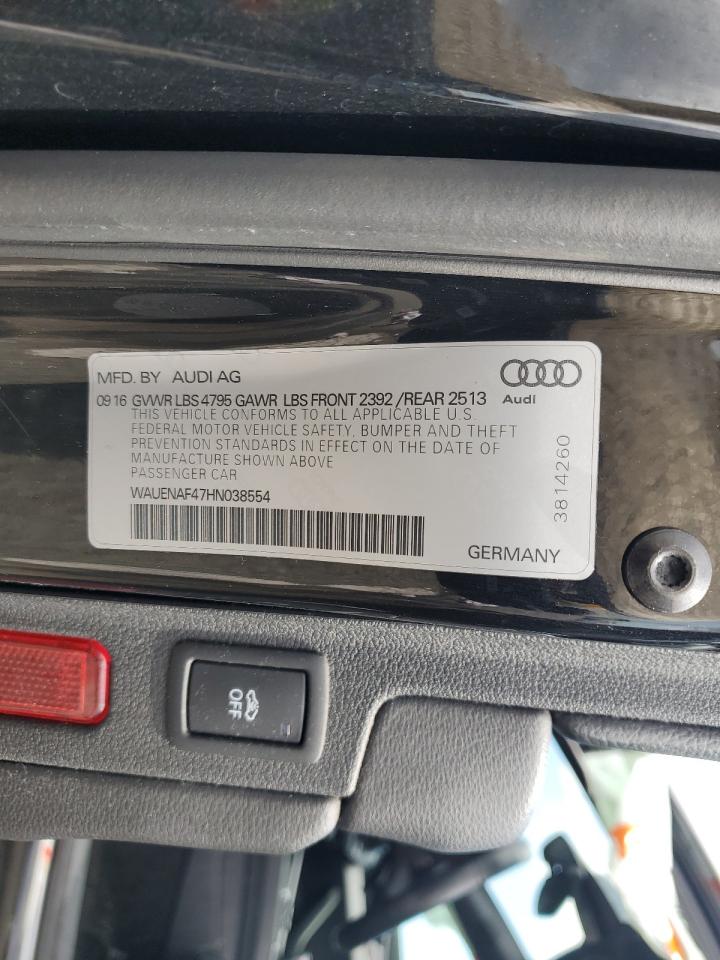 MFD. BY AUDI AG
09 16 GVWR LBS 4795 GAWR LBS FRONT 2392 /REAR 2513
Audi
THIS VEHICLE CONFORMS TO ALL APPLICABLE U.S.
FEDERAL MOTOR VEHICLE SAFETY, BUMPER AND THEFT
PREVENTION STANDARDS IN EFFECT ON THE DATE OF
MANUFACTURE SHOWN ABOVE
PASSENGER CAR
WAUENAF47HN038554
3814260
GERMANY
OFF